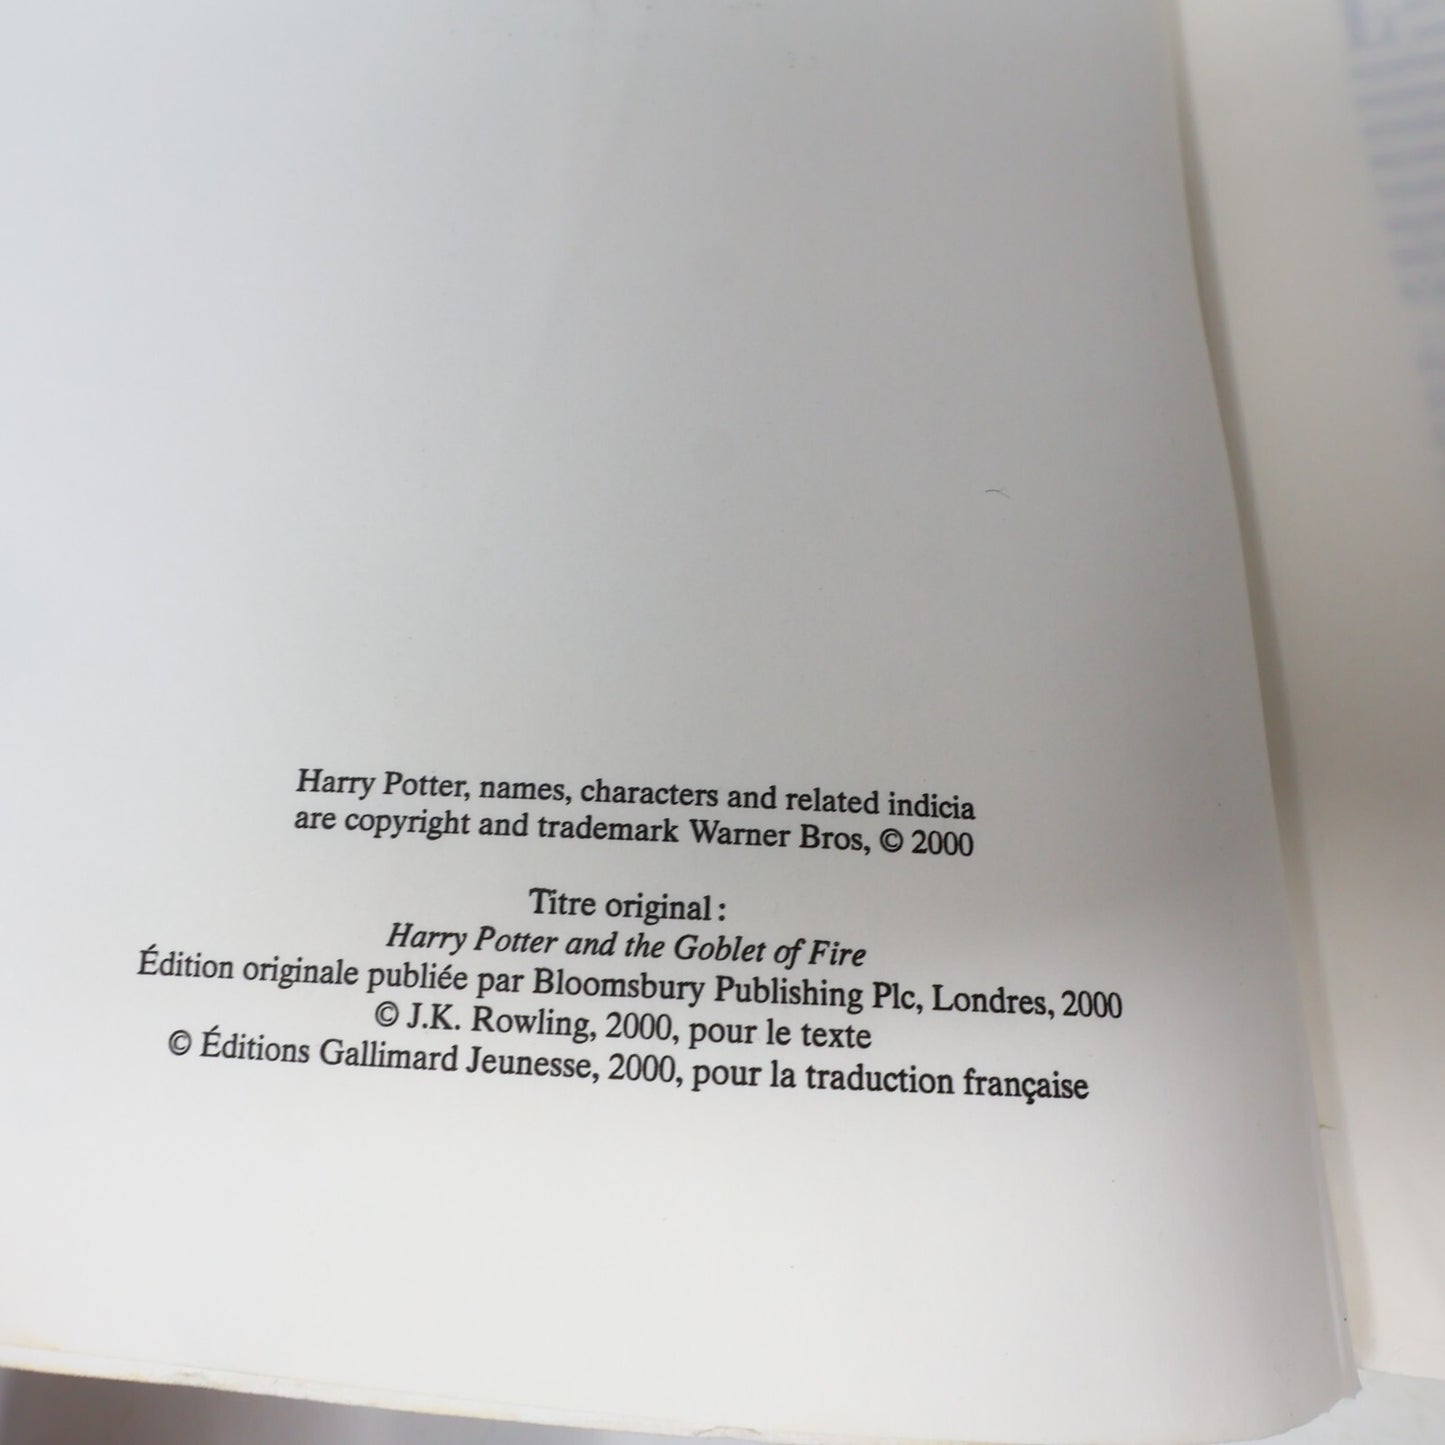 Harry Potter, names, characters and related indicia
are copyright and trademark Warner Bros, © 2000
Titre original :
Harry Potter and the Goblet of Fire
Édition originale publiée par Bloomsbury Publishing Plc, Londres, 2000
© J.K. Rowling, 2000, pour le texte
© Éditions Gallimard Jeunesse, 2000, pour la traduction française